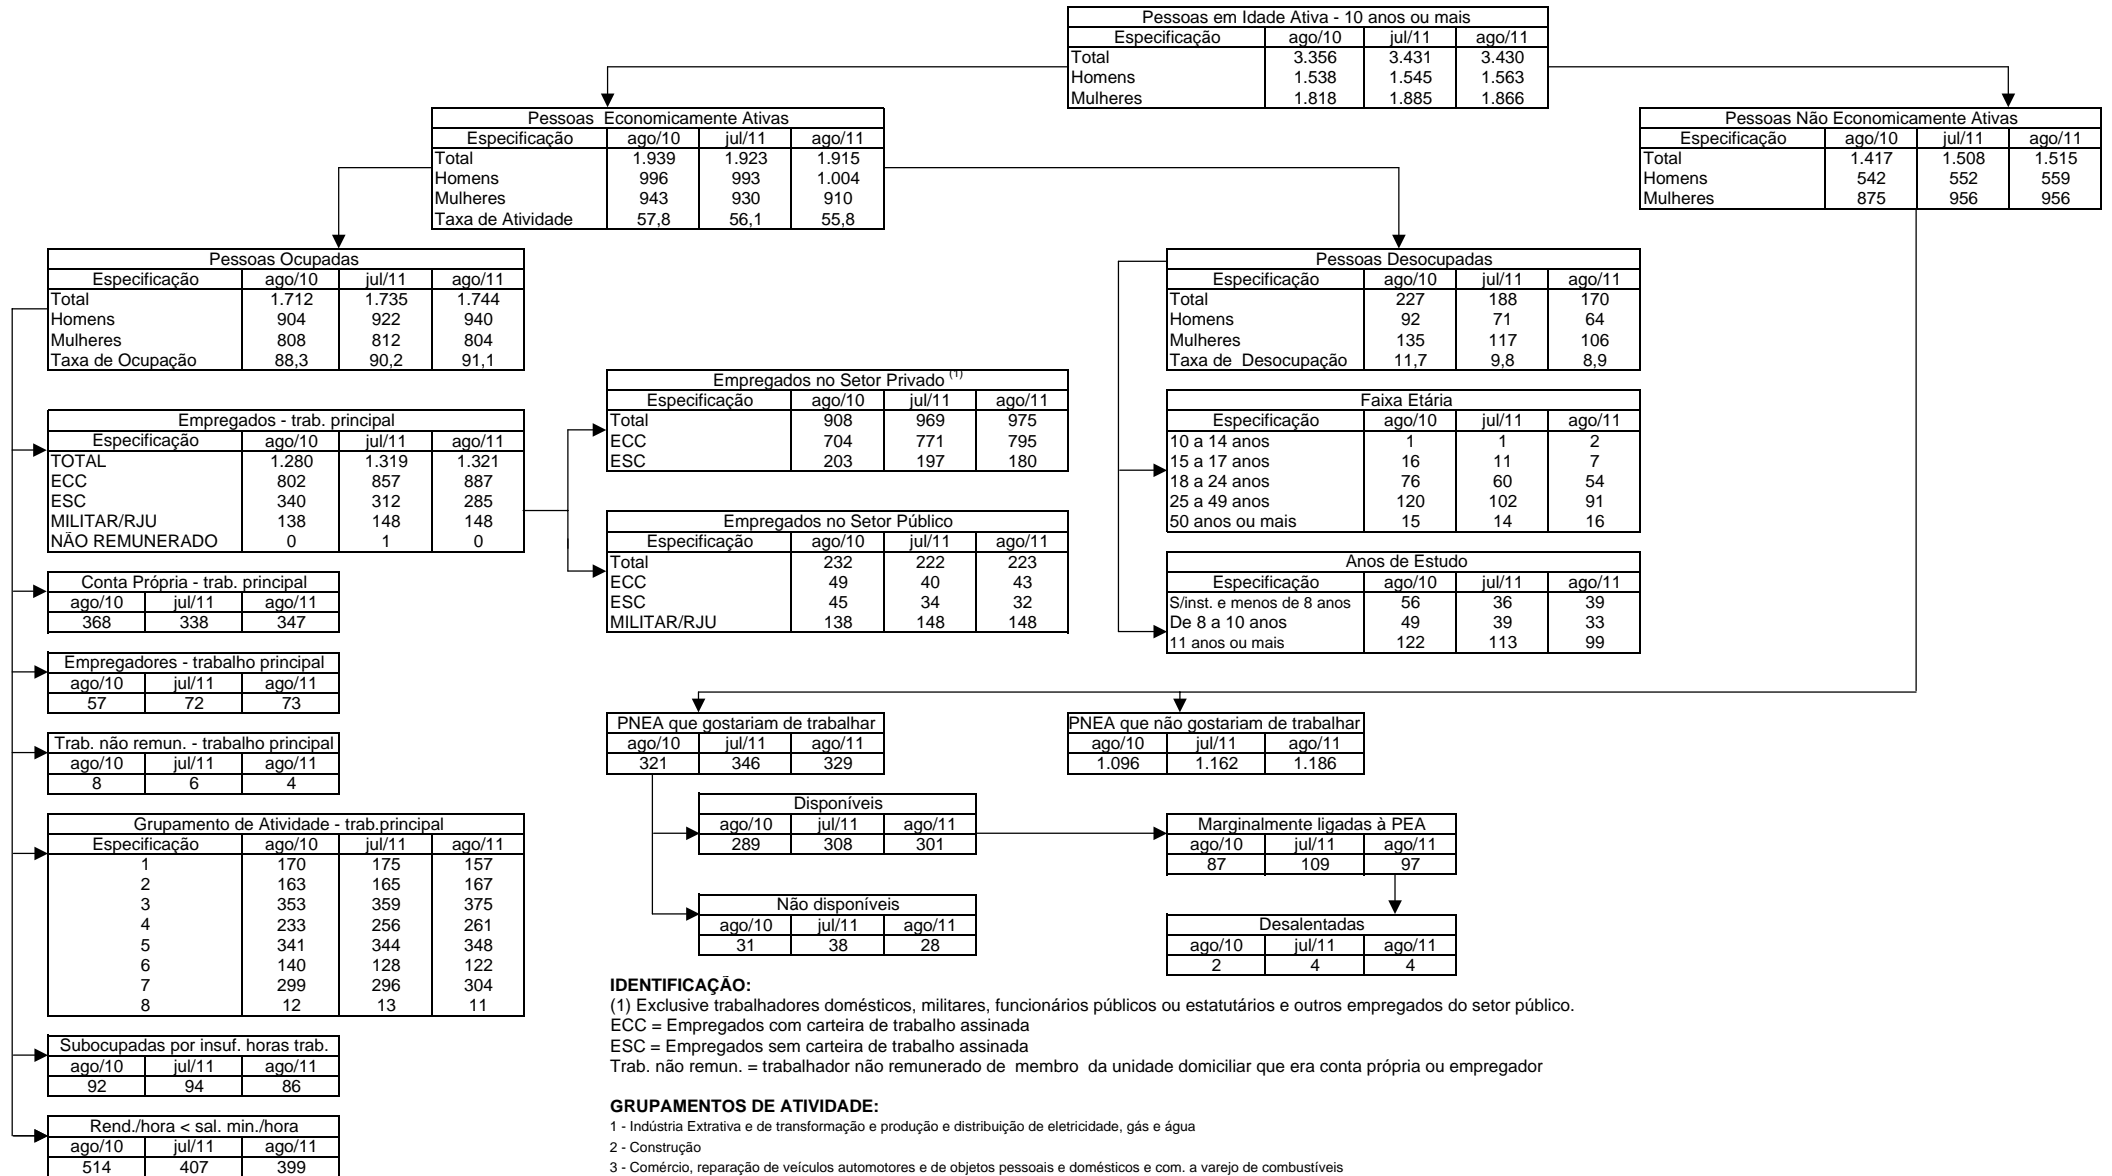 Pessoas em Idade Ativa - 10 anos ou mais
Especificação ago/10 jul/11 ago/11
Total 3.356 3.431 3.430
Homens 1.538 1.545 1.563
Mulheres 1.818 1.885 1.866
Pessoas Economicamente Ativas
Especificação ago/10 jul/11 ago/11
Total 1.939 1.923 1.915
Homens 996 993 1.004
Mulheres 943 930 910
Taxa de Atividade 57,8 56,1 55,8
Pessoas Não Economicamente Ativas
Especificação ago/10 jul/11 ago/11
Total 1.417 1.508 1.515
Homens 542 552 559
Mulheres 875 956 956
Pessoas Ocupadas
Especificação ago/10 jul/11 ago/11
Total 1.712 1.735 1.744
Homens 904 922 940
Mulheres 808 812 804
Taxa de Ocupação 88,3 90,2 91,1
Pessoas Desocupadas
Especificação ago/10 jul/11 ago/11
Total 227 188 170
Homens 92 71 64
Mulheres 135 117 106
Taxa de Desocupação 11,7 9,8 8,9
Empregados - trab. principal
Especificação ago/10 jul/11 ago/11
TOTAL 1.280 1.319 1.321
ECC 802 857 887
ESC 340 312 285
MILITAR/RJU 138 148 148
NÃO REMUNERADO 0 1 0
Empregados no Setor Privado (1)
Especificação ago/10 jul/11 ago/11
Total 908 969 975
ECC 704 771 795
ESC 203 197 180
Empregados no Setor Público
Especificação ago/10 jul/11 ago/11
Total 232 222 223
ECC 49 40 43
ESC 45 34 32
MILITAR/RJU 138 148 148
Faixa Etária
Especificação ago/10 jul/11 ago/11
10 a 14 anos 1 1 2
15 a 17 anos 16 11 7
18 a 24 anos 76 60 54
25 a 49 anos 120 102 91
50 anos ou mais 15 14 16
Anos de Estudo
Especificação ago/10 jul/11 ago/11
S/inst. e menos de 8 anos 56 36 39
De 8 a 10 anos 49 39 33
11 anos ou mais 122 113 99
Conta Própria - trab. principal
ago/10 jul/11 ago/11
368 338 347
Empregadores - trabalho principal
ago/10 jul/11 ago/11
57 72 73
Trab. não remun. - trabalho principal
ago/10 jul/11 ago/11
8 6 4
Grupamento de Atividade - trab.principal
Especificação ago/10 jul/11 ago/11
1 170 175 157
2 163 165 167
3 353 359 375
4 233 256 261
5 341 344 348
6 140 128 122
7 299 296 304
8 12 13 11
Subocupadas por insuf. horas trab.
ago/10 jul/11 ago/11
92 94 86
Rend./hora < sal. min./hora
ago/10 jul/11 ago/11
514 407 399
PNEA que gostariam de trabalhar
ago/10 jul/11 ago/11
321 346 329
PNEA que não gostariam de trabalhar
ago/10 jul/11 ago/11
1.096 1.162 1.186
Disponíveis
ago/10 jul/11 ago/11
289 308 301
Marginalmente ligadas à PEA
ago/10 jul/11 ago/11
87 109 97
Não disponíveis
ago/10 jul/11 ago/11
31 38 28
Desalentadas
ago/10 jul/11 ago/11
2 4 4
IDENTIFICAÇÃO:
(1) Exclusive trabalhadores domésticos, militares, funcionários públicos ou estatutários e outros empregados do setor público.
ECC = Empregados com carteira de trabalho assinada
ESC = Empregados sem carteira de trabalho assinada
Trab. não remun. = trabalhador não remunerado de membro da unidade domiciliar que era conta própria ou empregador
GRUPAMENTOS DE ATIVIDADE:
1 - Indústria Extrativa e de transformação e produção e distribuição de eletricidade, gás e água
2 - Construção
3 - Comércio, reparação de veículos automotores e de objetos pessoais e domésticos e com. a varejo de combustíveis